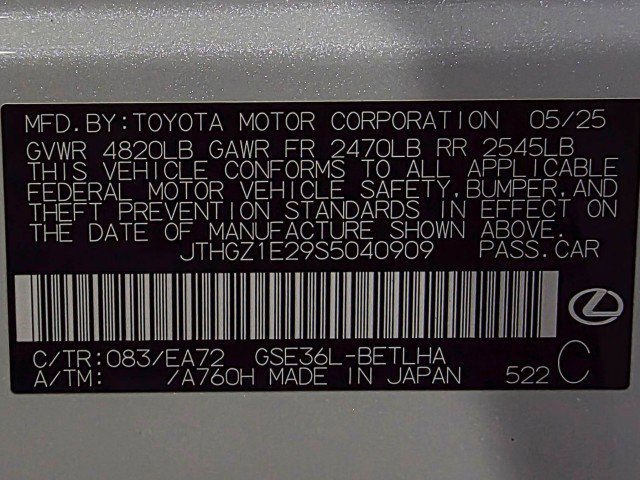 MFD.BY:TOYOTA MOTOR CORPORATION 05/25
GVWR 4820LB GAWR FR 2470LB RR 2545LB
THIS VEHICLE CONFORMS TO ALL APPLICABLE
FEDERAL MOTOR VEHICLE SAFETY,BUMPER,AND
THEFT PREVENTION STANDARDS IN EFFECT ON
THE DATE OF MANUFACTURE SHOWN ABOVE.
JTHGZ1E29S5040909 PASS.CAR
C/TR:083/EA72 GSE36L-BETLHA
A/TM: /A760H MADE IN JAPAN 522 C